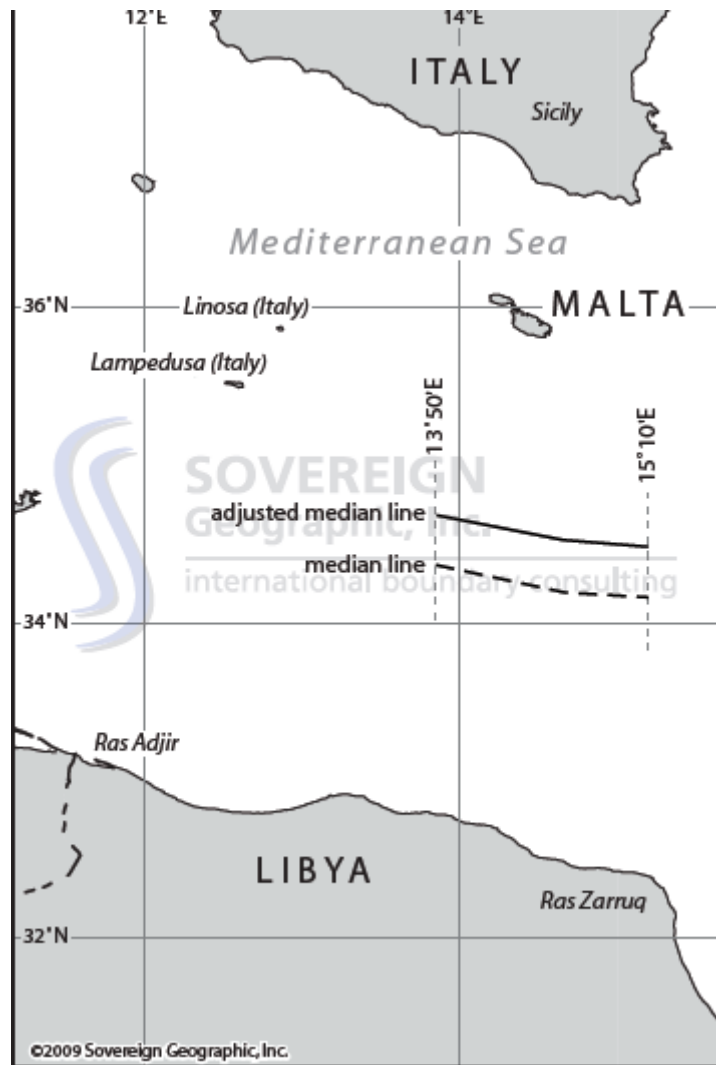 12°E
14°E
ITALY
Sicily
Mediterranean Sea
36°N
Linosa (Italy)
MALTA
Lampedusa (Italy)
13°50'E
15°10'E
SOVEREIGN
Geographic, Inc.
adjusted median line
median line
international boundary consulting
34°N
Ras Adjir
LIBYA
Ras Zarruq
32°N
©2009 Sovereign Geographic, Inc.